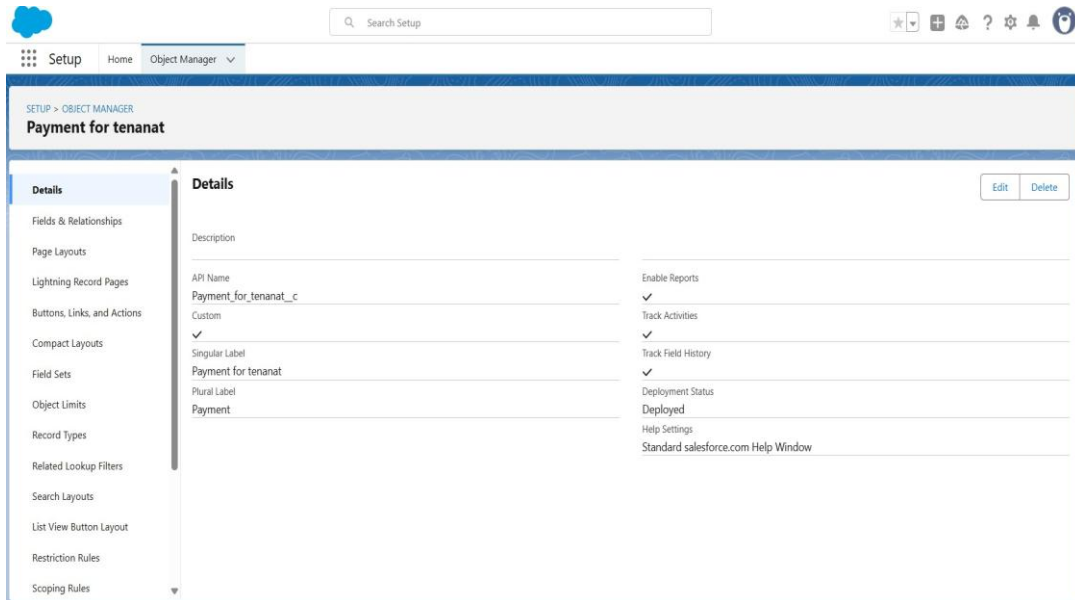 Search Setup
Setup
Home
Object Manager
SETUP > OBJECT MANAGER
Payment for tenanat
Details
Fields & Relationships
Page Layouts
Lightning Record Pages
Buttons, Links, and Actions
Compact Layouts
Field Sets
Object Limits
Record Types
Related Lookup Filters
Search Layouts
List View Button Layout
Restriction Rules
Scoping Rules
Details
Edit
Delete
Description
API Name
Payment_for_tenanat__c
Custom
Singular Label
Payment for tenanat
Plural Label
Payment
Enable Reports
Track Activities
Track Field History
Deployment Status
Deployed
Help Settings
Standard salesforce.com Help Window